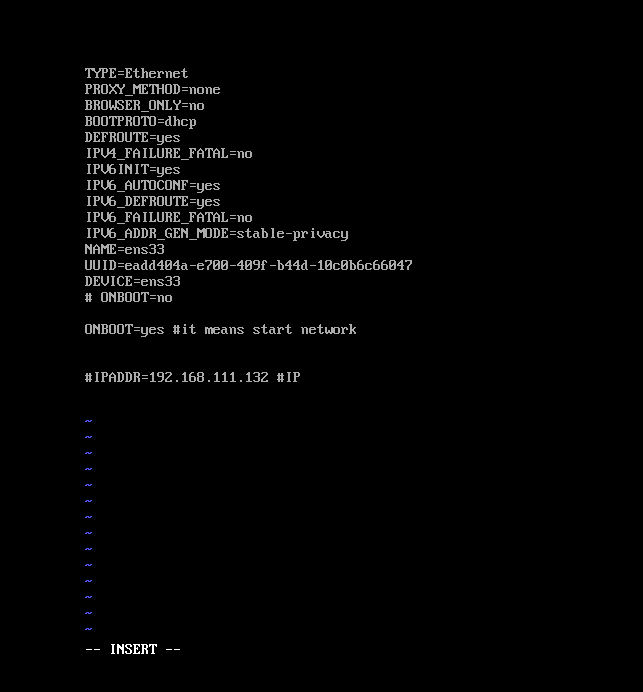 TYPE=Ethernet
PROXY_METHOD=none
BROWSER_ONLY=no
BOOTPROTO=dhcp
DEFROUTE=yes
IPV4_FAILURE_FATAL=no
IPV6INIT=yes
IPV6_AUTOCONF=yes
IPV6_DEFROUTE=yes
IPV6_FAILURE_FATAL=no
IPV6_ADDR_GEN_MODE=stable-privacy
NAME=ens33
UUID=eadd404a-e700-409f-b44d-10c0b6c66047
DEVICE=ens33
# ONBOOT=no
ONBOOT=yes #it means start network
#IPADDR=192.168.111.132 #IP
~
~
~
~
~
~
~
~
~
~
~
~
~
~
-- INSERT --